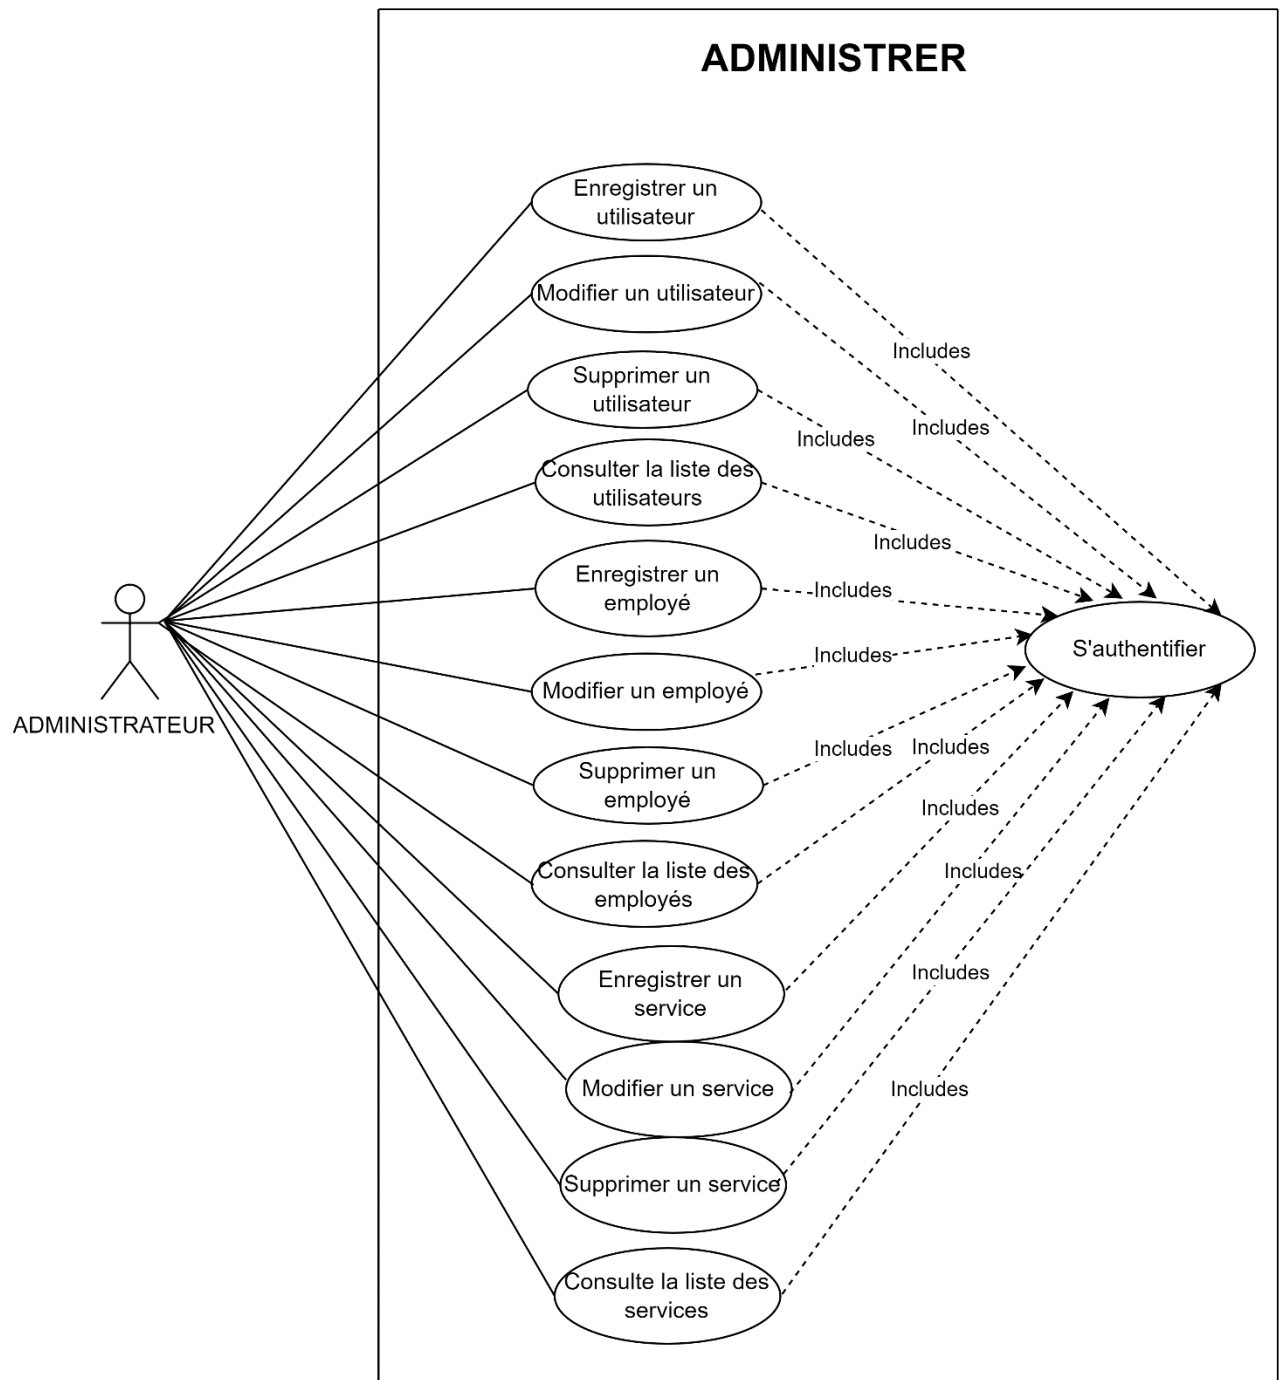 ADMINISTRER
Enregistrer un
utilisateur
Modifier un utilisateur
Includes
Supprimer un
utilisateur
Includes
Includes
Consulter la liste des
utilisateurs
Includes
Enregistrer un
employé
Includes
S'authentifier
Includes
Modifier un employé
ADMINISTRATEUR
Supprimer un
employé
Includes
Includes
Includes
Consulter la liste des
employés
Includes
Enregistrer un
service
Includes
Modifier un service
Includes
Supprimer un service
Consulte la liste des
services